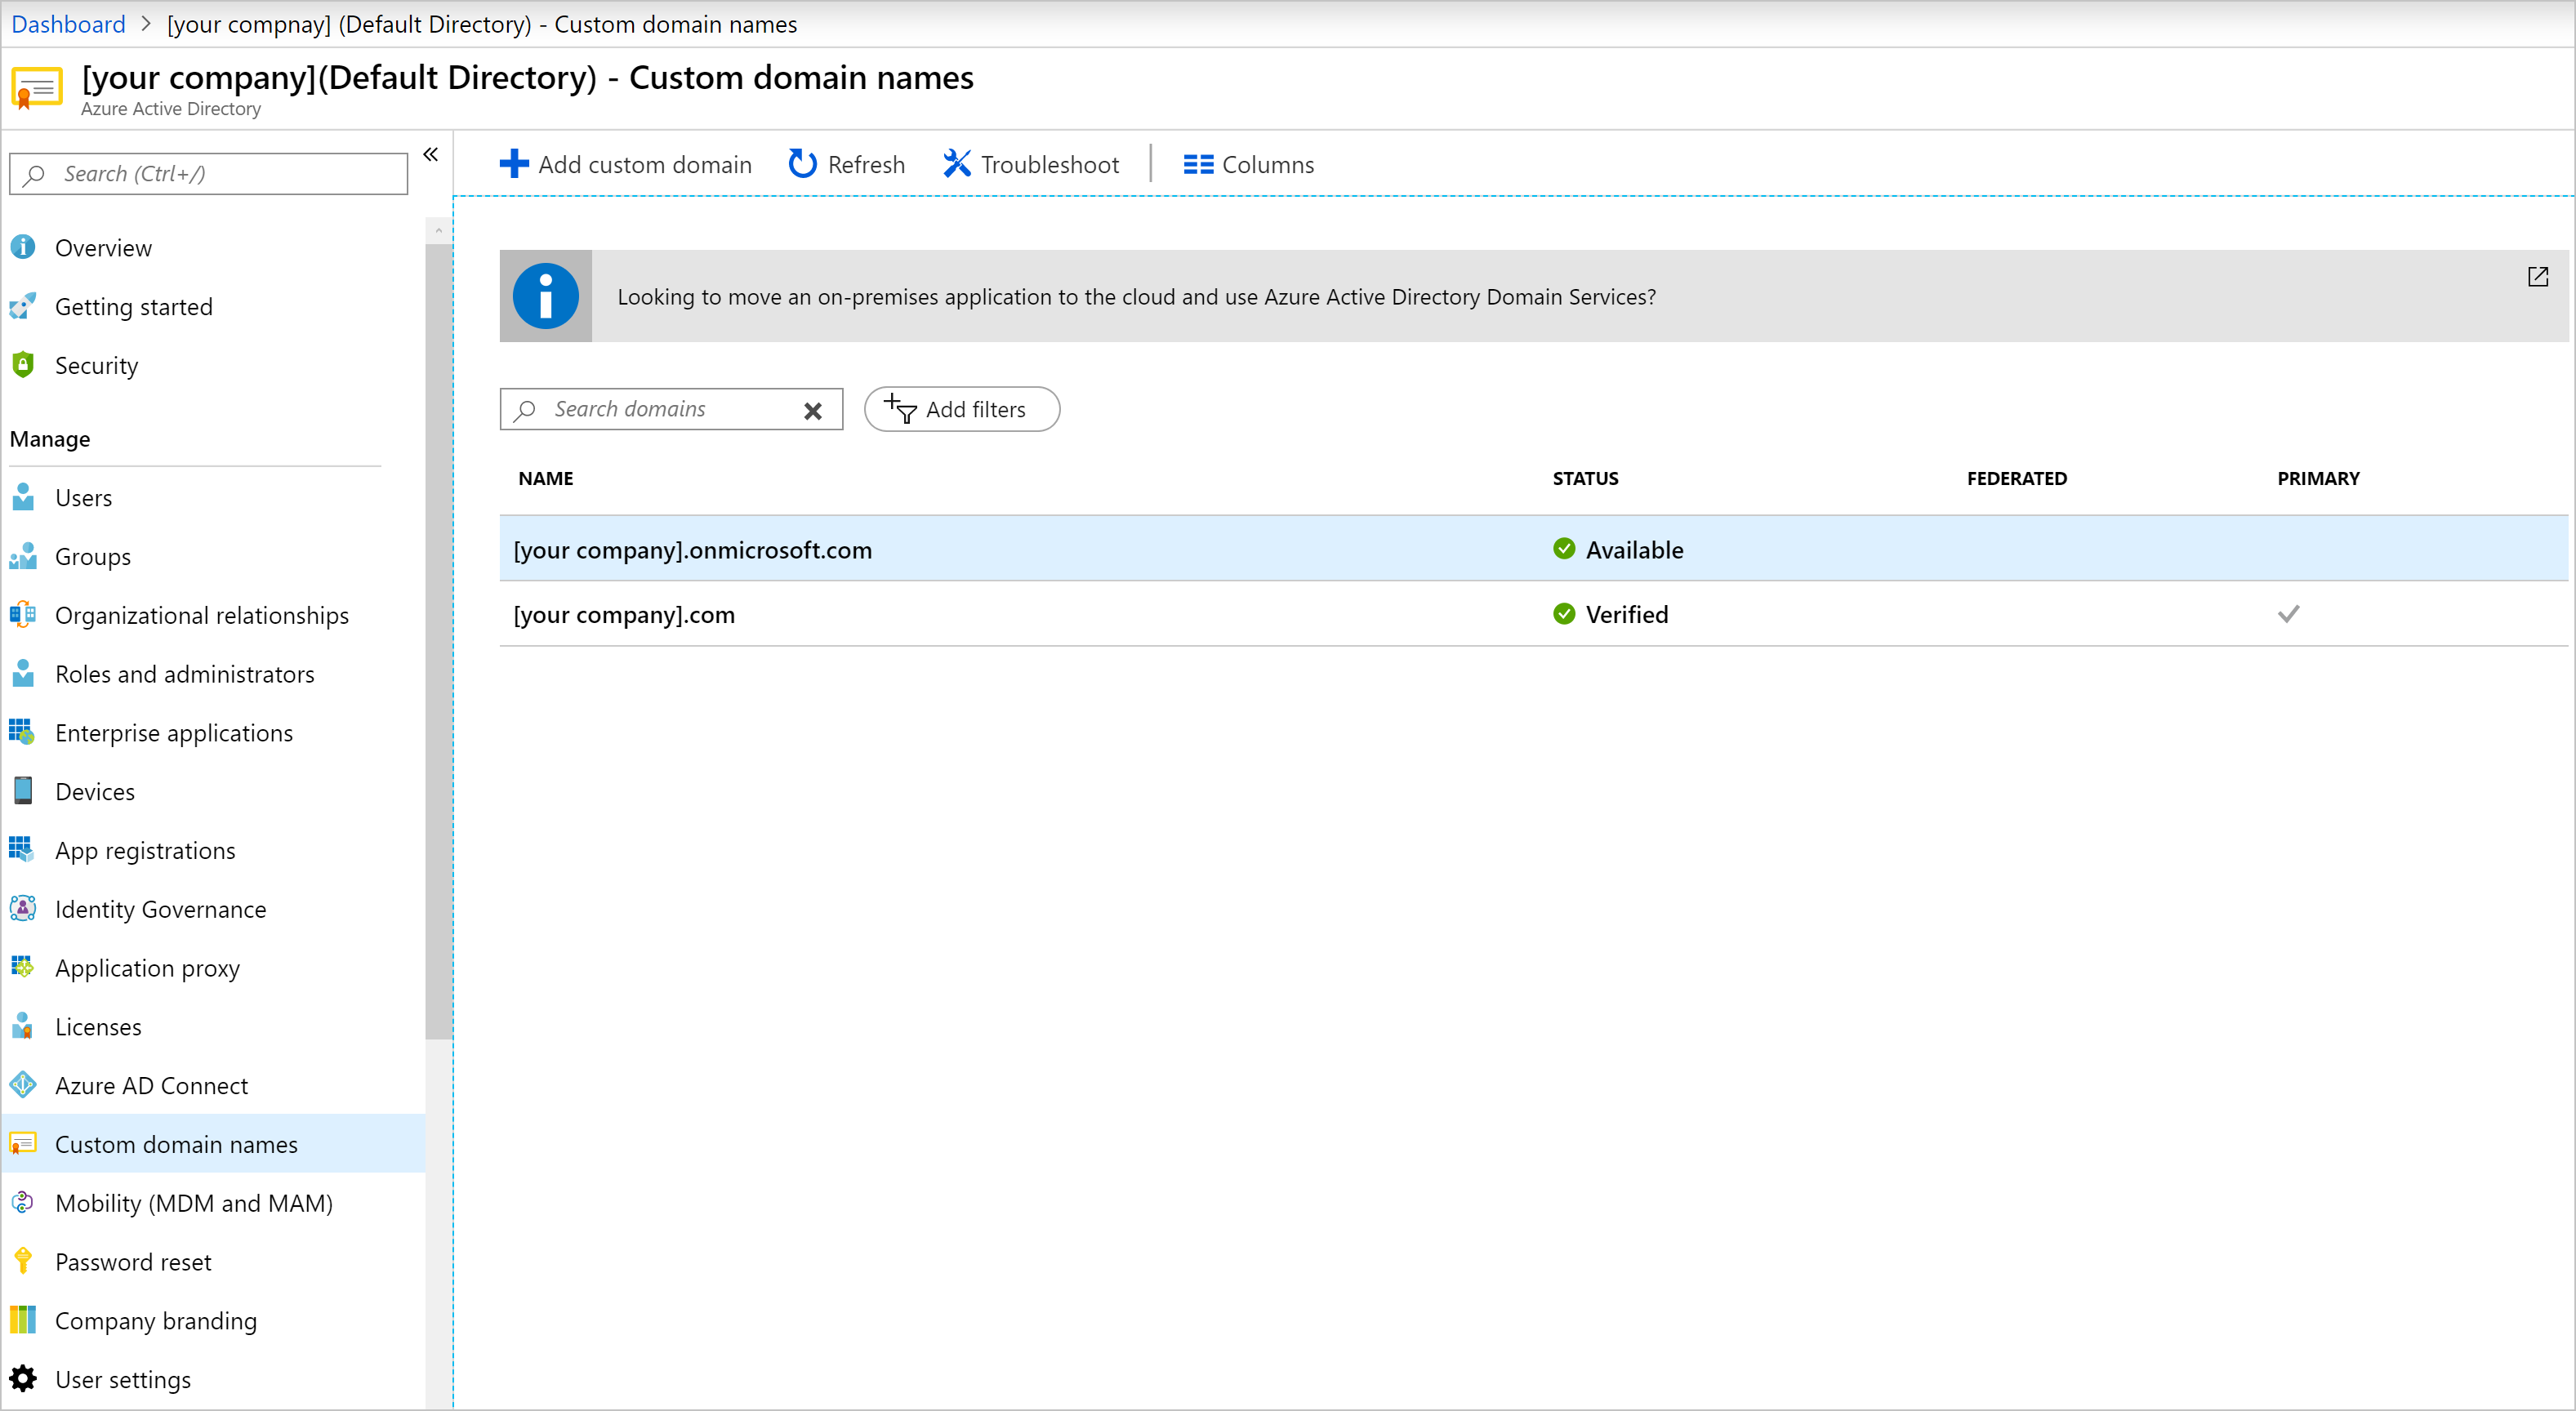 Dashboard > [your compnay] (Default Directory) - Custom domain names
[your company](Default Directory) - Custom domain names
Azure Active Directory
Search (Ctrl+/)
Overview
Getting started
Security
Manage
Users
Groups
Organizational relationships
Roles and administrators
Enterprise applications
Devices
App registrations
Identity Governance
Application proxy
Licenses
Azure AD Connect
Custom domain names
Mobility (MDM and MAM)
Password reset
Company branding
User settings
Add custom domain Refresh Troubleshoot Columns
Looking to move an on-premises application to the cloud and use Azure Active Directory Domain Services?
Search domains Add filters
NAME STATUS FEDERATED PRIMARY
[your company].onmicrosoft.com Available
[your company].com Verified